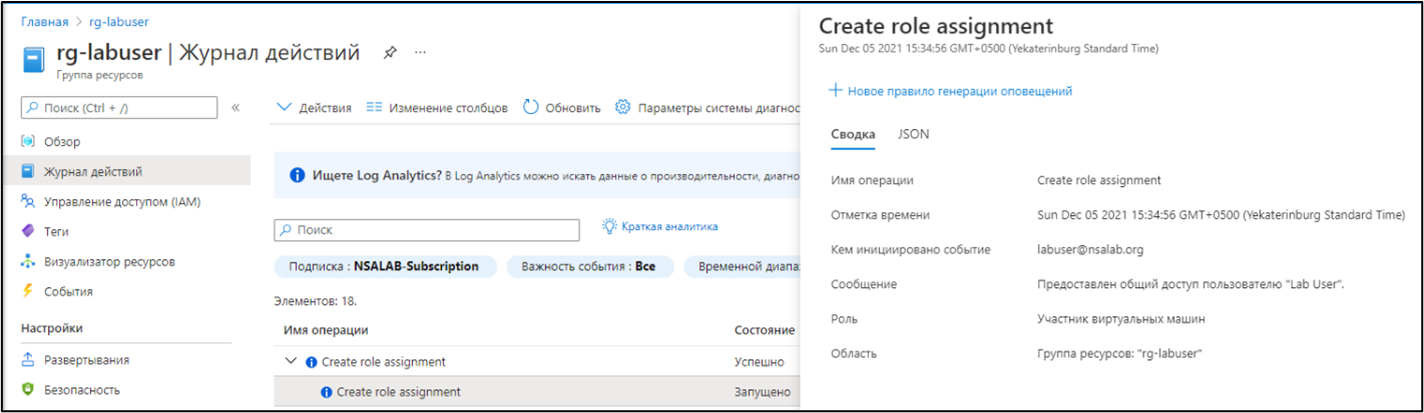 Главная > rg-labuser
rg-labuser | Журнал действий
Группа ресурсов
Поиск (Ctrl + /)
Обзор
Журнал действий
Управление доступом (IAM)
Теги
Визуализатор ресурсов
События
Настройки
Развертывания
Безопасность
Действия Изменение столбцов Обновить Параметры системы диагнос
Ищете Log Analytics? В Log Analytics можно искать данные о производительности, диагно
Поиск Краткая аналитика
Подписка : NSALAB-Subscription Важность события : Все Временной диапаз
Элементов: 18.
Имя операции Состояние
Create role assignment Успешно
Create role assignment Запущено
Create role assignment
Sun Dec 05 2021 15:34:56 GMT+0500 (Yekaterinburg Standard Time)
Новое правило генерации оповещений
Сводка JSON
Имя операции Create role assignment
Отметка времени Sun Dec 05 2021 15:34:56 GMT+0500 (Yekaterinburg Standard Time)
Кем инициировано событие labuser@nsalab.org
Сообщение Предоставлен общий доступ пользователю "Lab User".
Роль Участник виртуальных машин
Область Группа ресурсов: "rg-labuser"